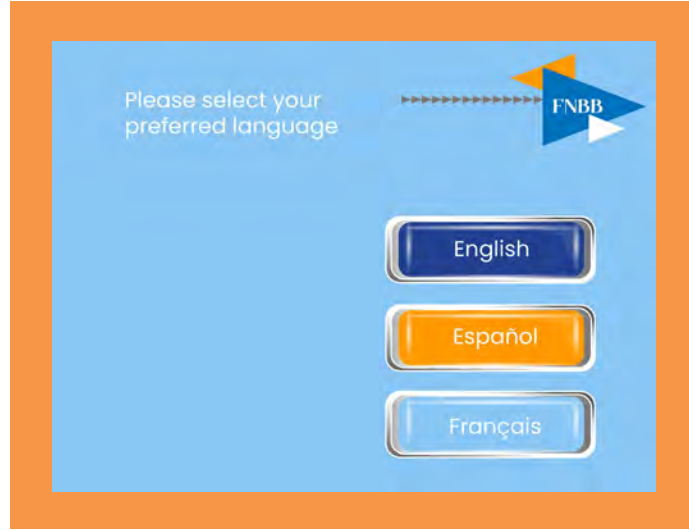 Please select your
preferred language
FNBB
English
Español
Français